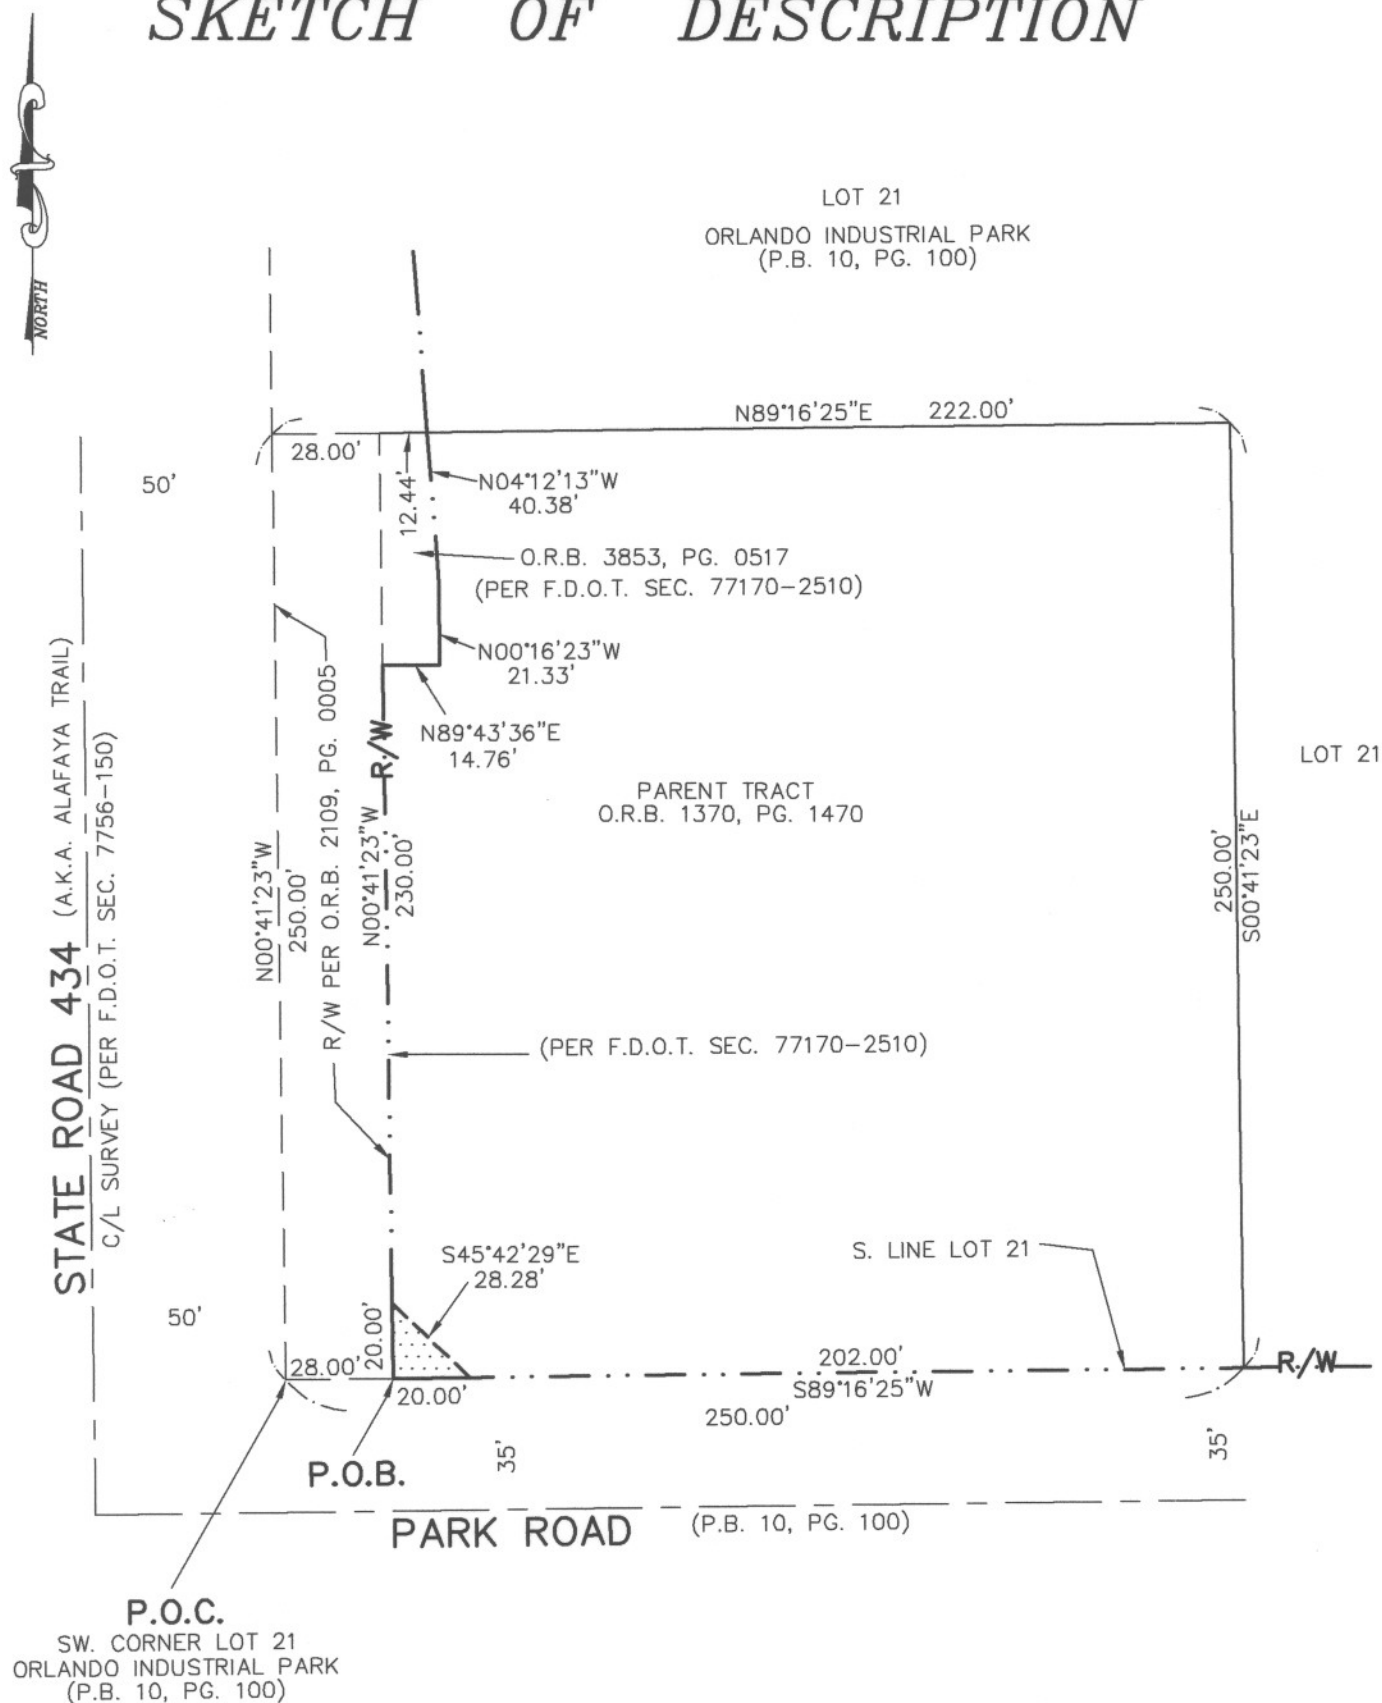 SKETCH OF DESCRIPTION
NORTH
LOT 21
ORLANDO INDUSTRIAL PARK
(P.B. 10, PG. 100)
N89°16'25"E 222.00'
28.00'
50'
12.44'
N04°12'13"W
40.38'
O.R.B. 3853, PG. 0517
(PER F.D.O.T. SEC. 77170-2510)
N00°16'23"W
21.33'
N89°43'36"E
14.76'
R/W
PARENT TRACT
O.R.B. 1370, PG. 1470
LOT 21
STATE ROAD 434 (A.K.A. ALAFAYA TRAIL)
C/L SURVEY (PER F.D.O.T. SEC. 7756-150)
N00°41'23"W
250.00'
R/W PER O.R.B. 2109, PG. 0005
N00°41'23"W
230.00'
250.00'
S00°41'23"E
(PER F.D.O.T. SEC. 77170-2510)
S45°42'29"E
28.28'
S. LINE LOT 21
50'
20.00'
28.00'
20.00'
202.00'
S89°16'25"W
250.00'
R/W
35'
35'
P.O.B.
PARK ROAD (P.B. 10, PG. 100)
P.O.C.
SW. CORNER LOT 21
ORLANDO INDUSTRIAL PARK
(P.B. 10, PG. 100)